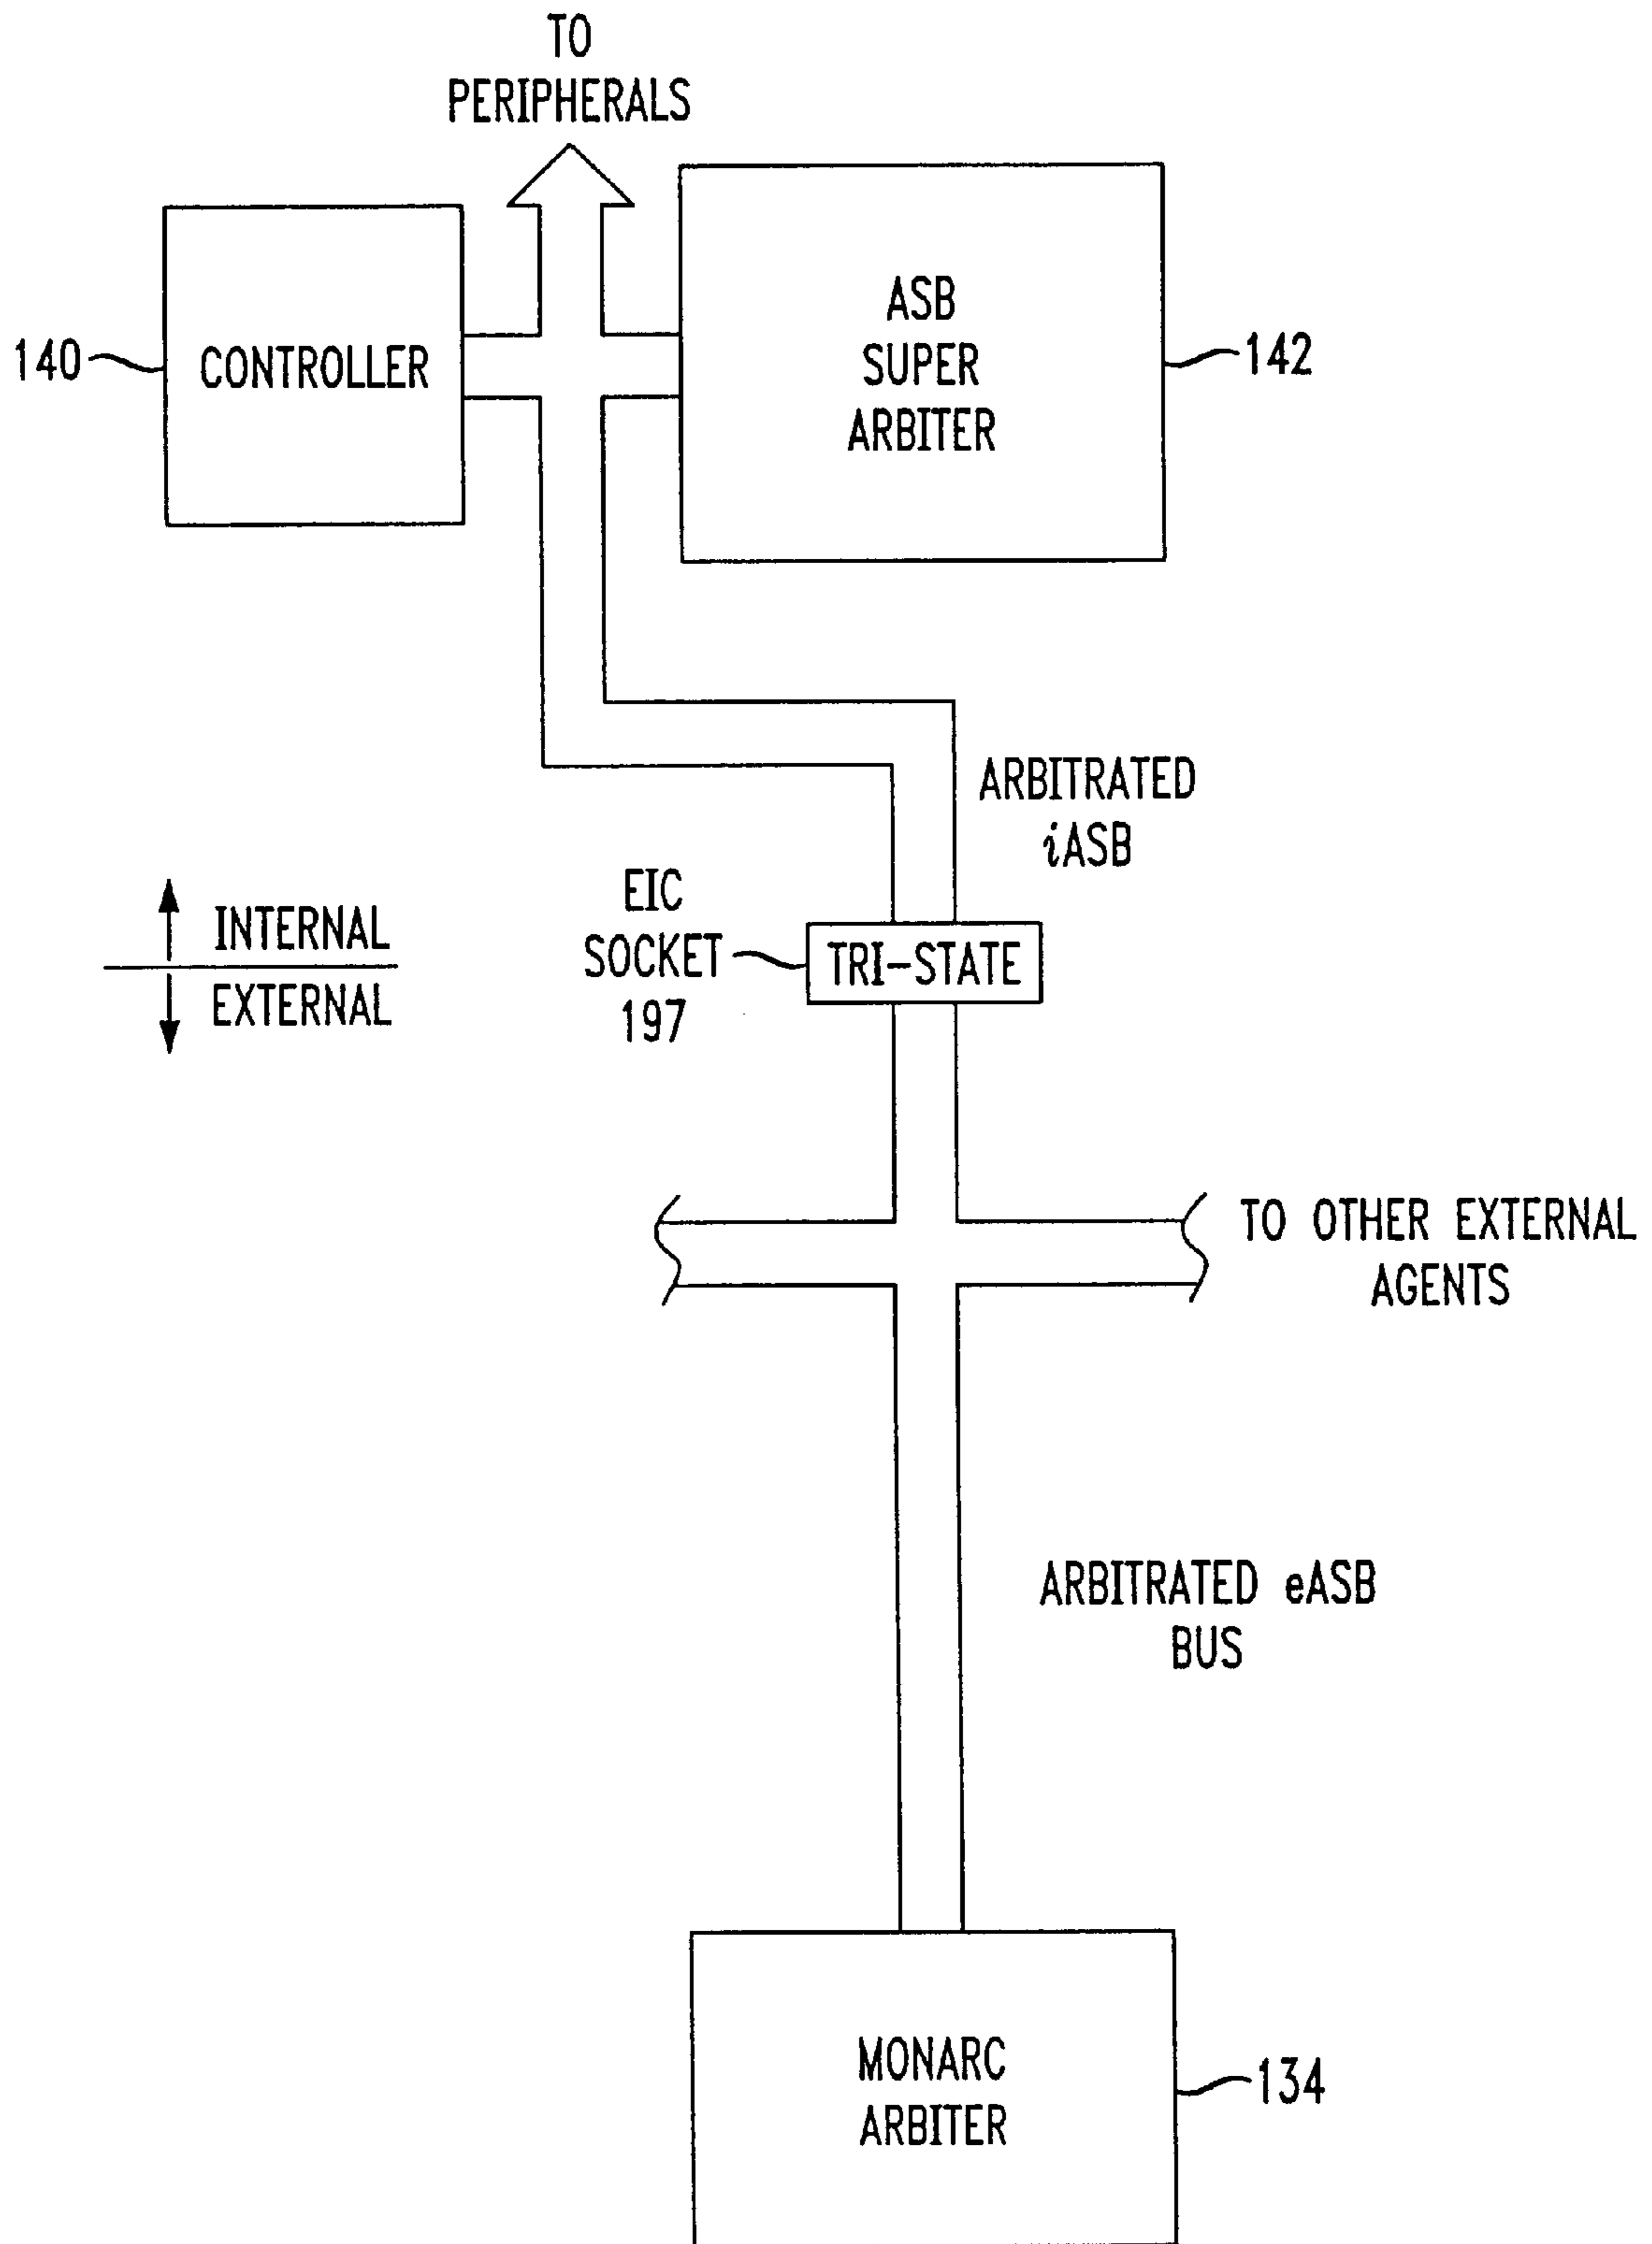 TO
PERIPHERALS
ASB
SUPER
ARBITER
140
CONTROLLER
142
ARBITRATED
iASB
EIC
SOCKET
197
TRI-STATE
INTERNAL
EXTERNAL
TO OTHER EXTERNAL
AGENTS
ARBITRATED eASB
BUS
MONARC
ARBITER
134